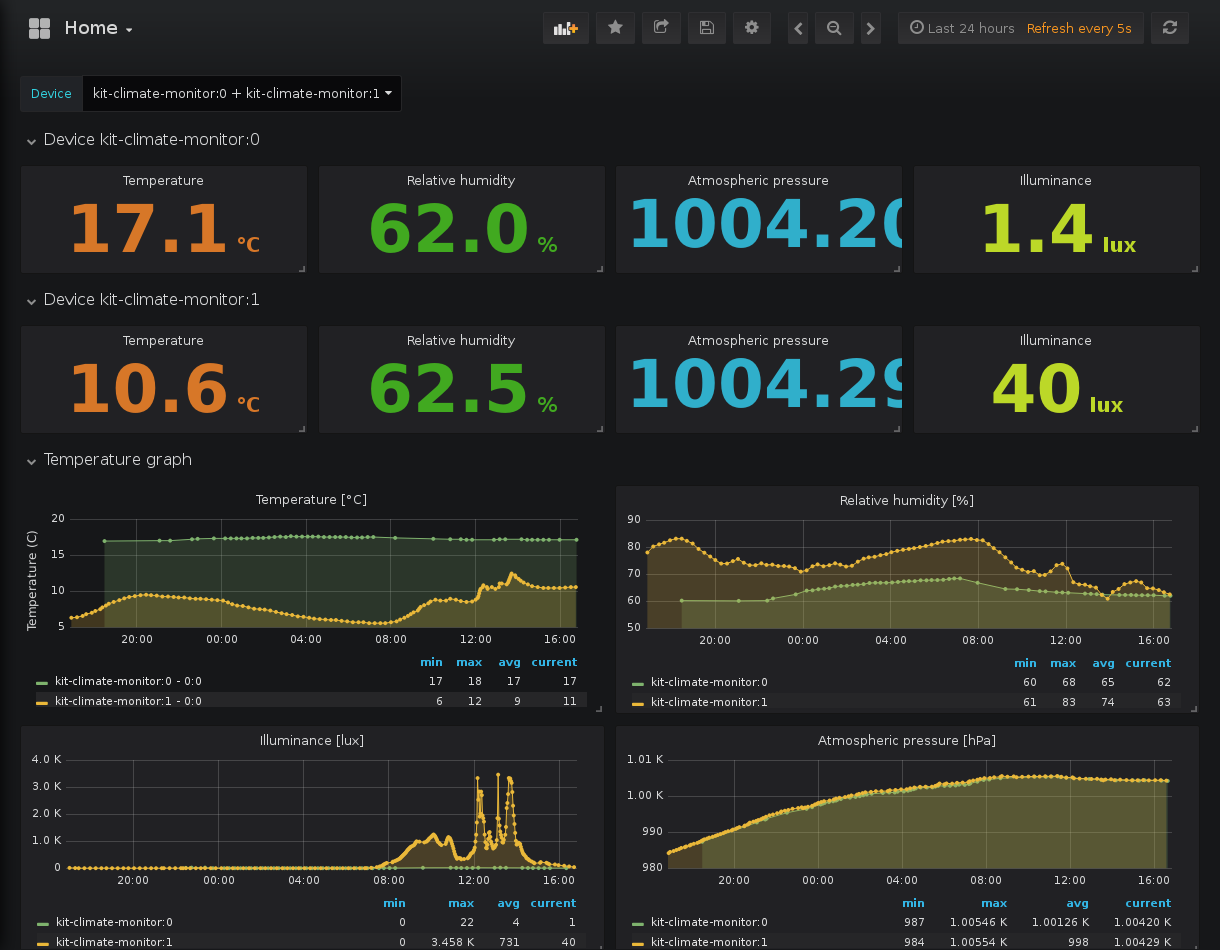 Home
Last 24 hours Refresh every 5s
Device kit-climate-monitor:0 + kit-climate-monitor:1
Device kit-climate-monitor:0
Temperature Relative humidity Atmospheric pressure Illuminance
17.1 °C 62.0 % 1004.20 1.4 lux
Device kit-climate-monitor:1
Temperature Relative humidity Atmospheric pressure Illuminance
10.6 °C 62.5 % 1004.29 40 lux
Temperature graph
Temperature [°C]
Temperature (C)
20
15
10
5
20:00 00:00 04:00 08:00 12:00 16:00
min max avg current
kit-climate-monitor:0 - 0:0 17 18 17 17
kit-climate-monitor:1 - 0:0 6 12 9 11
Relative humidity [%]
90
80
70
60
50
20:00 00:00 04:00 08:00 12:00 16:00
min max avg current
kit-climate-monitor:0 60 68 65 62
kit-climate-monitor:1 61 83 74 63
Illuminance [lux]
4.0 K
3.0 K
2.0 K
1.0 K
0
20:00 00:00 04:00 08:00 12:00 16:00
min max avg current
kit-climate-monitor:0 0 22 4 1
kit-climate-monitor:1 0 3.458 K 731 40
Atmospheric pressure [hPa]
1.01 K
1.00 K
990
980
20:00 00:00 04:00 08:00 12:00 16:00
min max avg current
kit-climate-monitor:0 987 1.00546 K 1.00126 K 1.00420 K
kit-climate-monitor:1 984 1.00554 K 998 1.00429 K